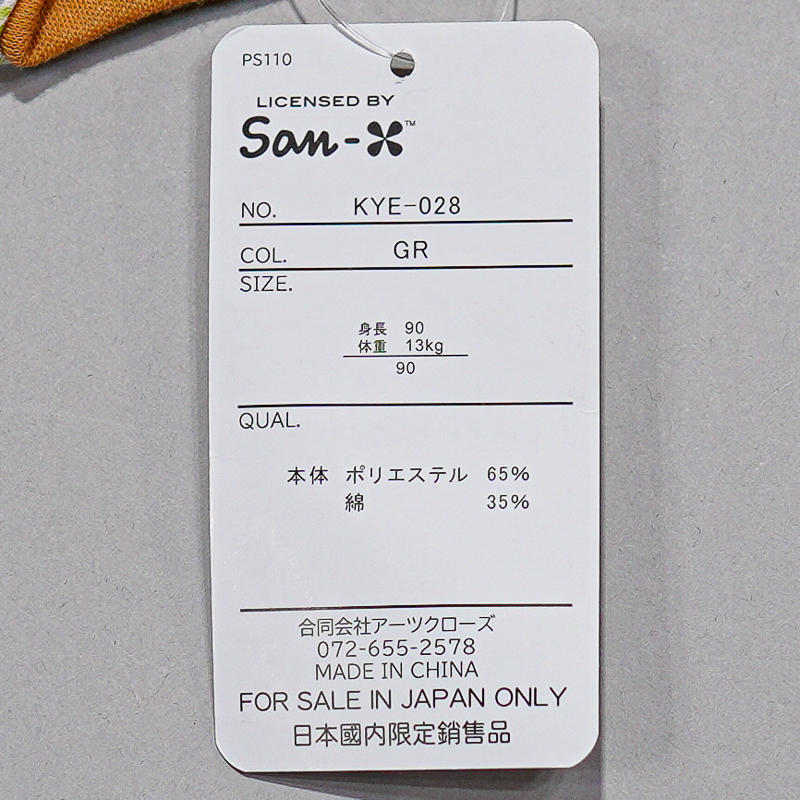 PS110
LICENSED BY
San-X™
NO. KYE-028
COL. GR
SIZE.
身長 90
体重 13kg
90
QUAL.
本体 ポリエステル 65%
綿 35%
合同会社アーツクローズ
072-655-2578
MADE IN CHINA
FOR SALE IN JAPAN ONLY
日本國内限定銷售品